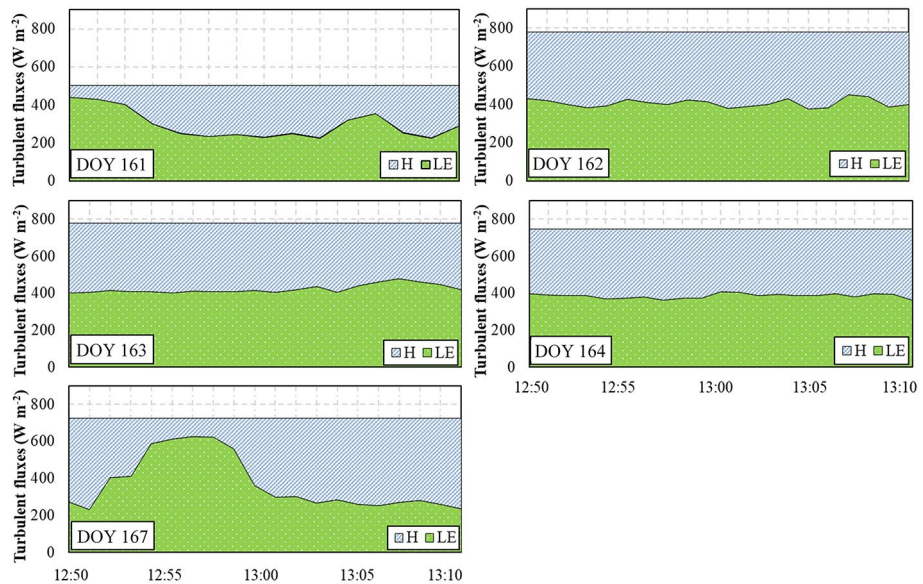 Turbulent fluxes (W m-2)
800
600
400
200
0
DOY 161
H LE
Turbulent fluxes (W m-2)
800
600
400
200
0
DOY 162
H LE
Turbulent fluxes (W m-2)
800
600
400
200
0
DOY 163
H LE
Turbulent fluxes (W m-2)
800
600
400
200
0
DOY 164
H LE
12:50 12:55 13:00 13:05 13:10
Turbulent fluxes (W m-2)
800
600
400
200
0
DOY 167
H LE
12:50 12:55 13:00 13:05 13:10